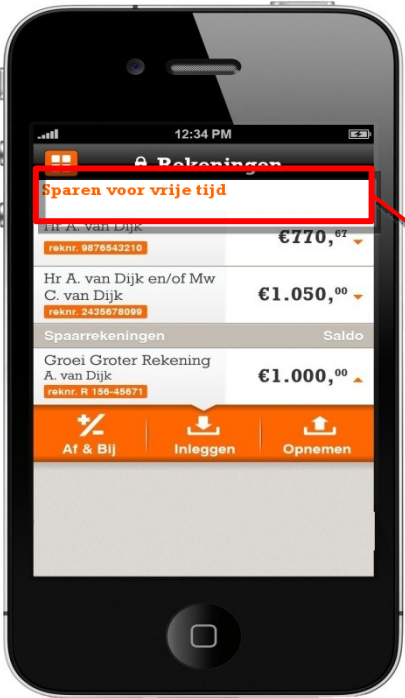 12:34 PM
Rekeningen
Sparen voor vrije tijd
Hr A. van Dijk
reknr. 9876543210
€770,67
Hr A. van Dijk en/of Mw
C. van Dijk
reknr. 2435678099
€1.050,00
Spaarrekeningen Saldo
Groei Groter Rekening
A. van Dijk
reknr. R 156-45671
€1.000,00
Af & Bij Inleggen Opnemen